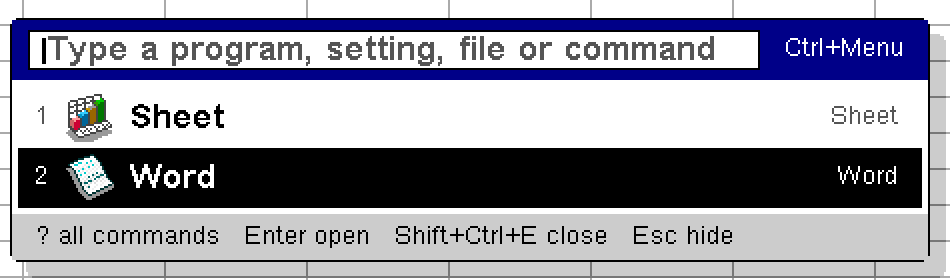 Type a program, setting, file or command Ctrl+Menu
1 Sheet Sheet
2 Word Word
? all commands Enter open Shift+Ctrl+E close Esc hide